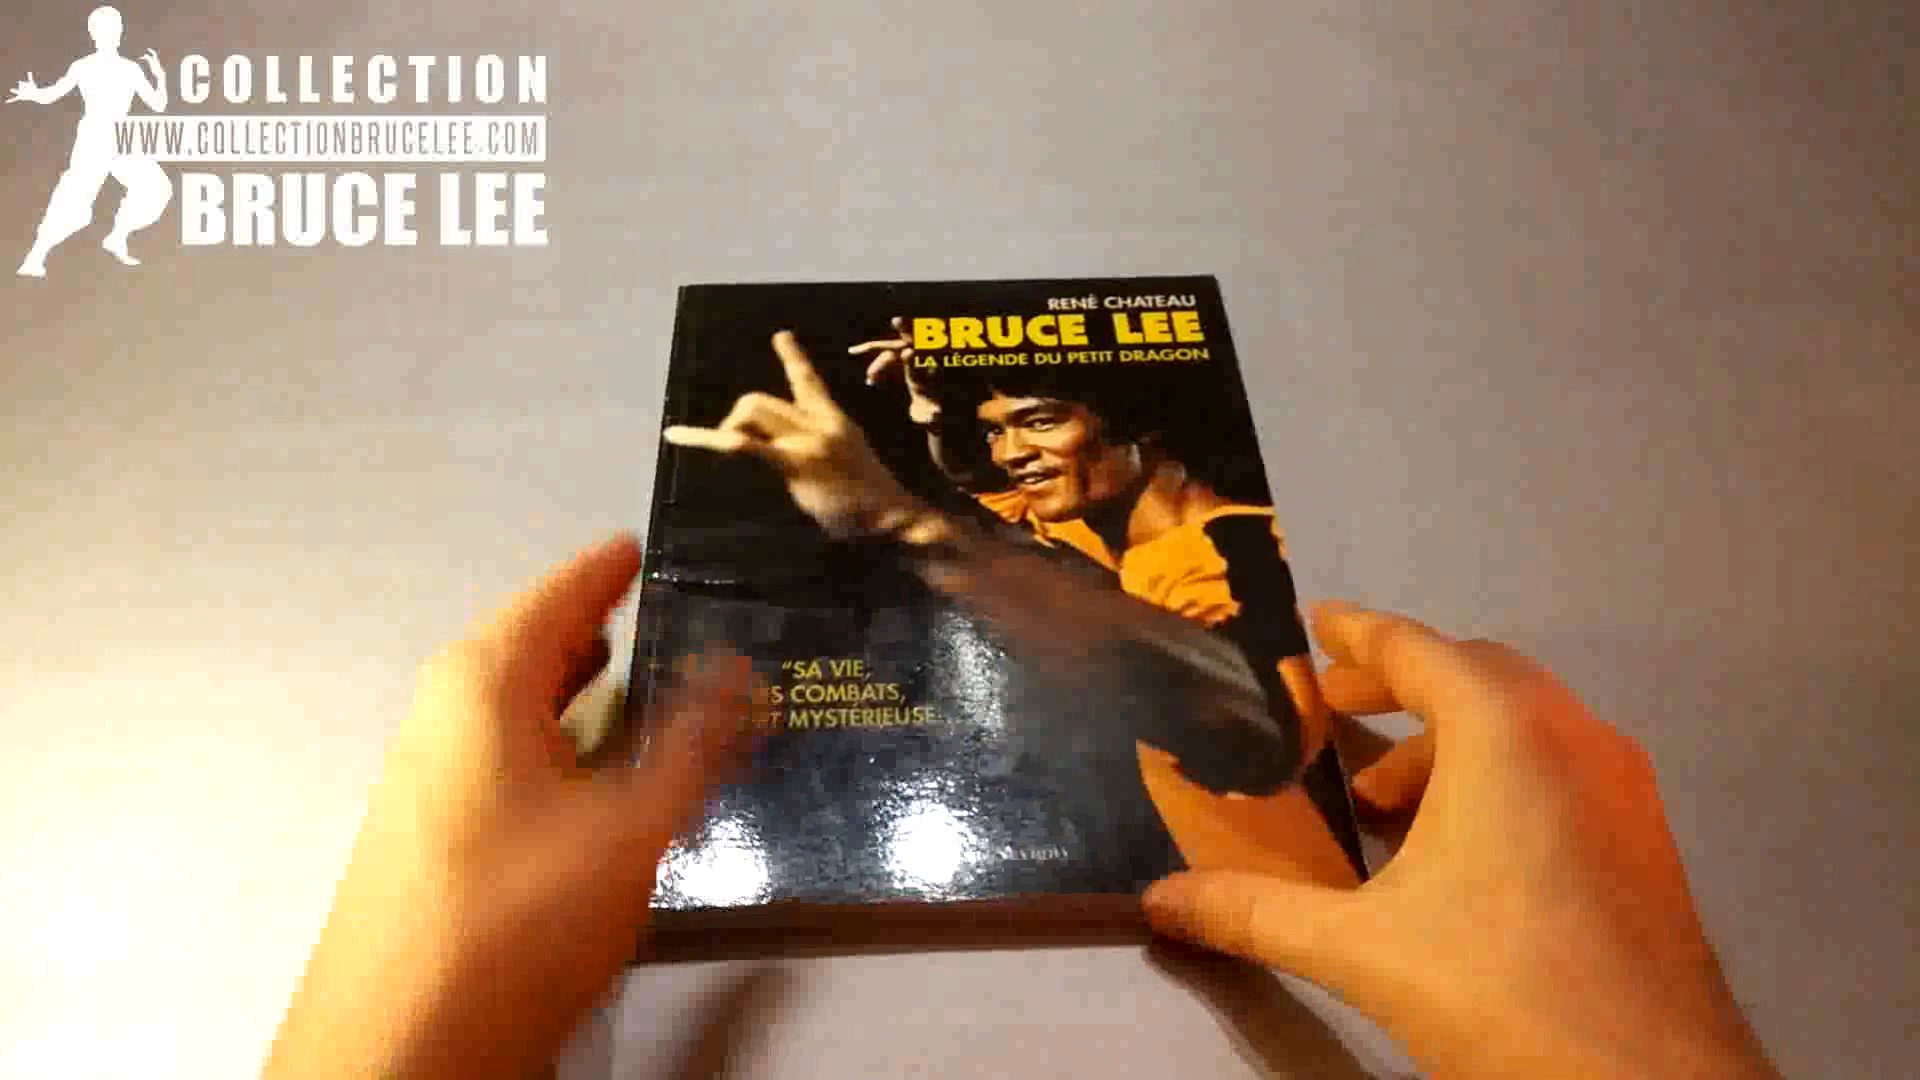 COLLECTION
WWW.COLLECTIONBRUCELEE.COM
BRUCE LEE
RENÉ CHATEAU
BRUCE LEE
LA LÉGENDE DU PETIT DRAGON
“SA VIE,
COMBATS,
MYSTÉRIEUSE